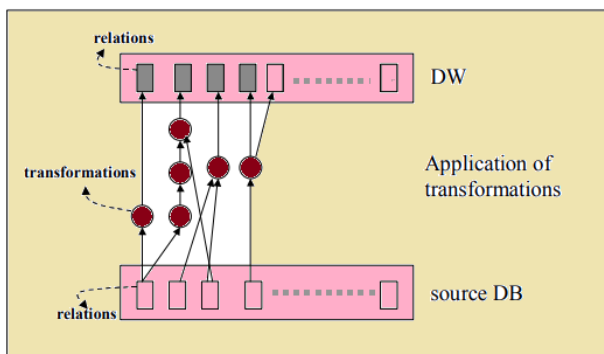 relations
DW
transformations
Application of
transformations
source DB
relations